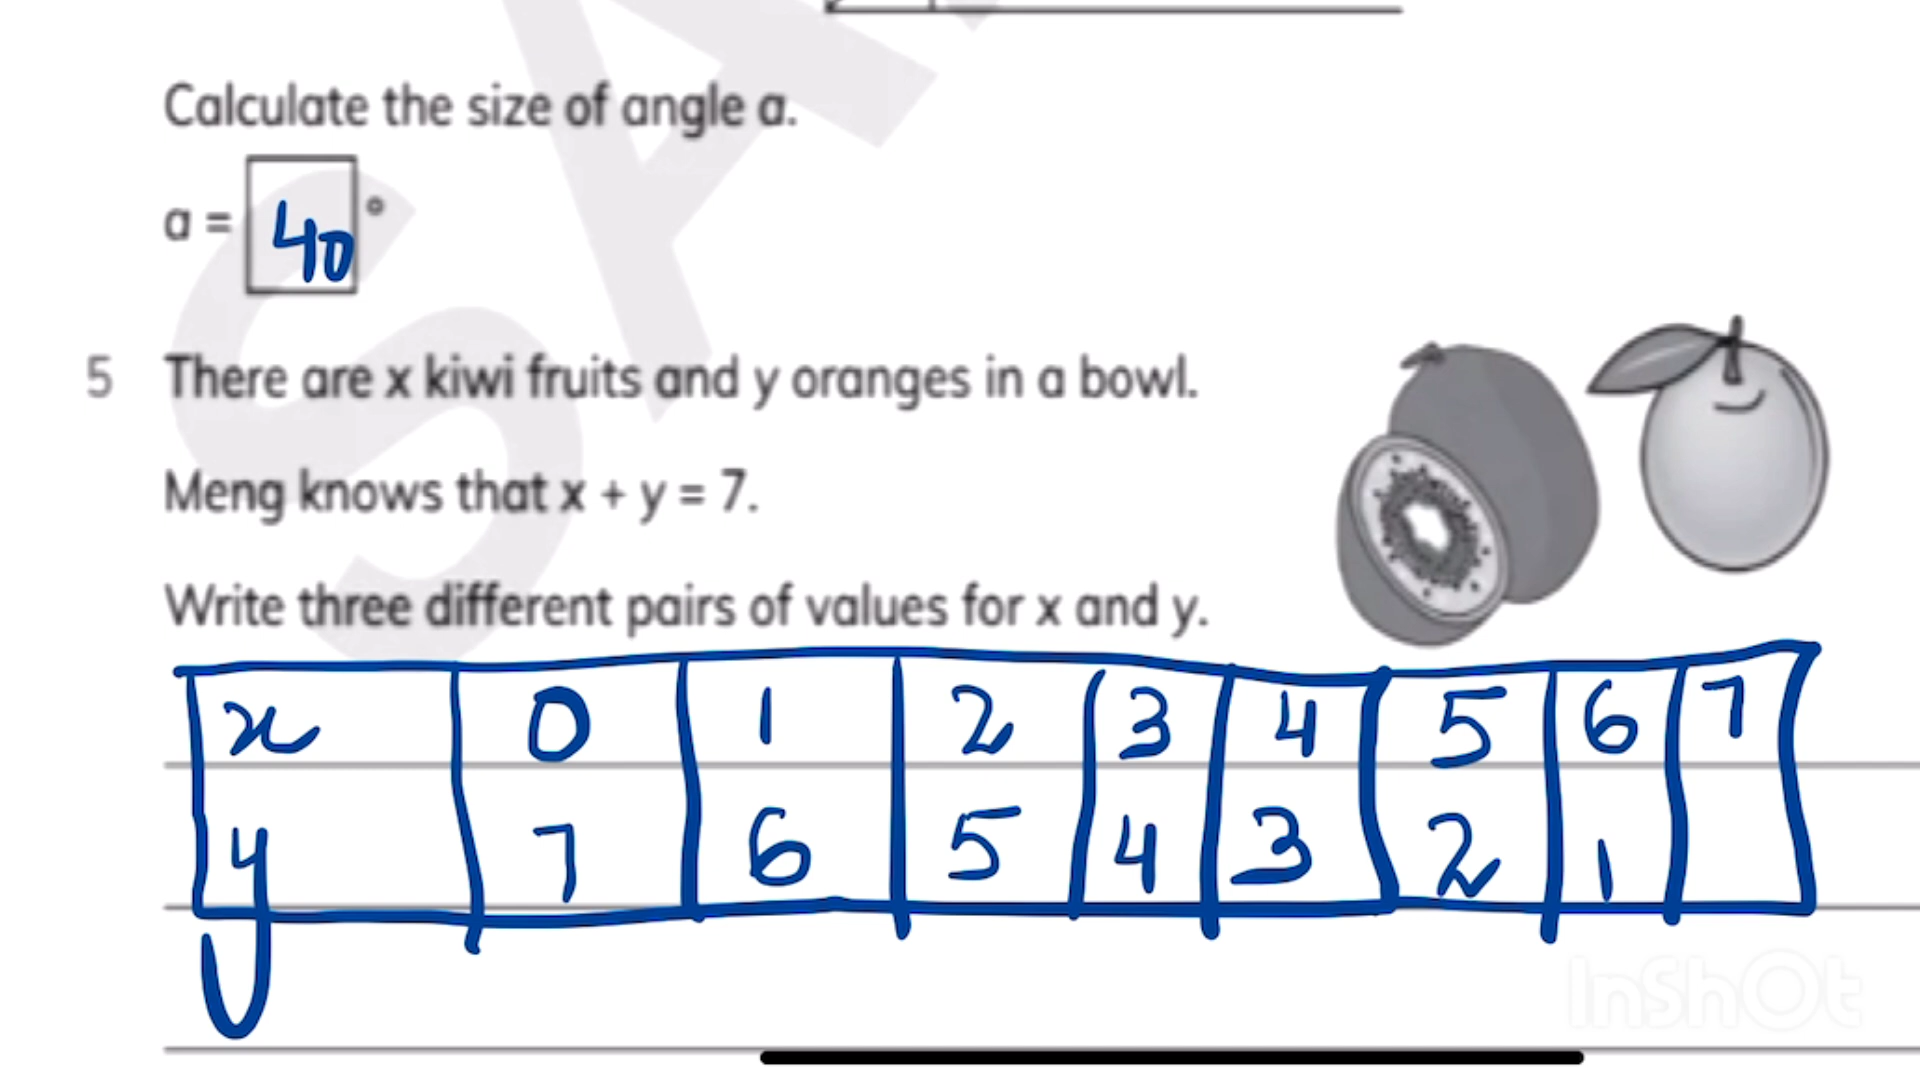 Calculate the size of angle a.
a = 40 °
5 There are x kiwi fruits and y oranges in a bowl.
Meng knows that x + y = 7.
Write three different pairs of values for x and y.
x 0 1 2 3 4 5 6 7
y 7 6 5 4 3 2 1
InShOt